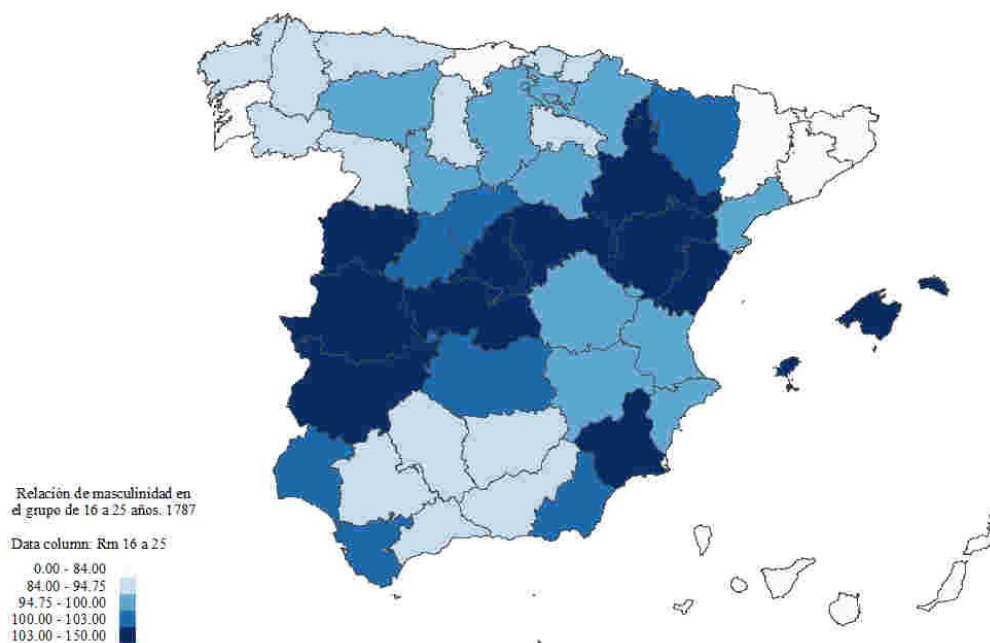 Relación de masculinidad en
el grupo de 16 a 25 años. 1787
Data column: Rm 16 a 25
0.00 - 84.00
84.00 - 94.75
94.75 - 100.00
100.00 - 103.00
103.00 - 150.00